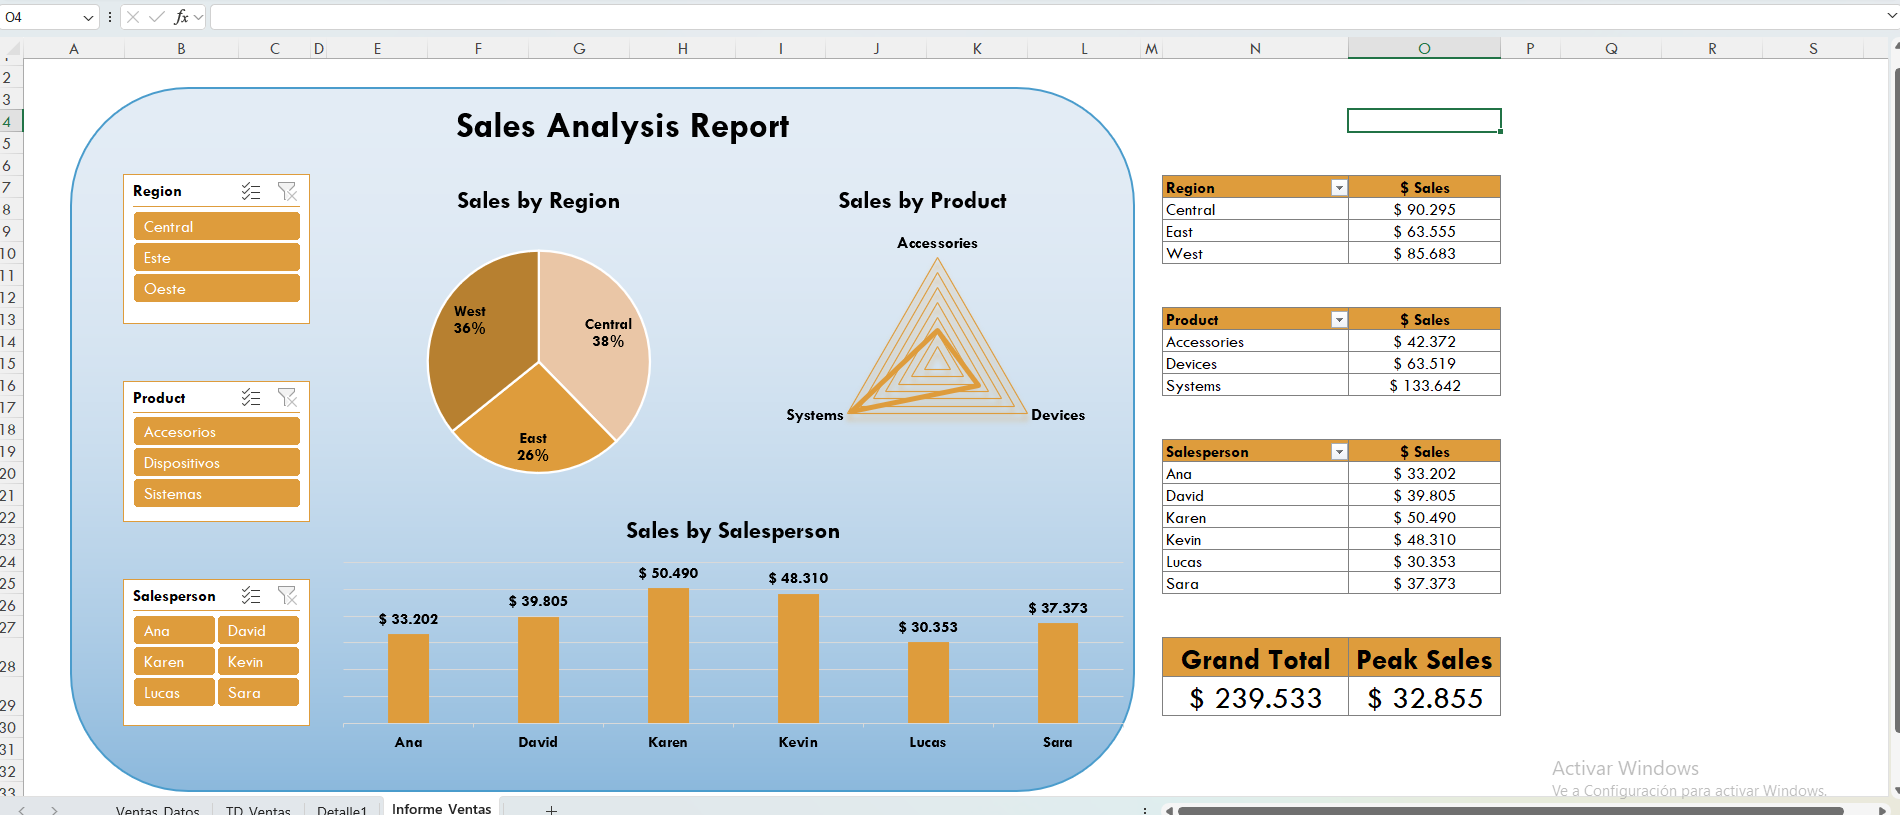 O4
fx
A B C D E F G H I J K L M N O P Q R S
2
3
4
5
6
7
8
9
10
11
12
13
14
15
16
17
18
19
20
21
22
23
24
25
26
27
28
29
30
31
32
33
Sales Analysis Report
Region
Central
Este
Oeste
Product
Accesorios
Dispositivos
Sistemas
Salesperson
Ana David
Karen Kevin
Lucas Sara
Sales by Region
West
36%
Central
38%
East
26%
Sales by Product
Accessories
Systems
Devices
Sales by Salesperson
$ 33.202
$ 39.805
$ 50.490
$ 48.310
$ 30.353
$ 37.373
Ana David Karen Kevin Lucas Sara
Region $ Sales
Central $ 90.295
East $ 63.555
West $ 85.683
Product $ Sales
Accessories $ 42.372
Devices $ 63.519
Systems $ 133.642
Salesperson $ Sales
Ana $ 33.202
David $ 39.805
Karen $ 50.490
Kevin $ 48.310
Lucas $ 30.353
Sara $ 37.373
Grand Total Peak Sales
$ 239.533 $ 32.855
Activar Windows
Ve a Configuración para activar Windows.
Ventas_Datos TD_Ventas Detalle1 Informe_Ventas +